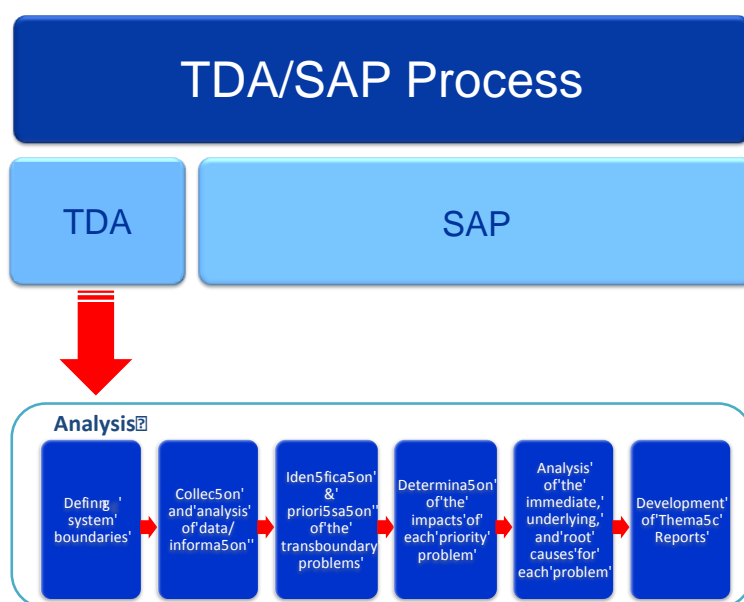 TDA/SAP Process
TDA
SAP
Analysis⍰
Defining'
system'
boundaries'
Collec5on'
and'analysis'
of'data/
informa5on''
Iden5fica5on'
&'
priori5sa5on''
of'the'
transboundary
problems'
Determina5on'
of'the'
impacts'of'
each'priority'
problem'
Analysis'
of'the'
immediate,'
underlying,'
and'root'
causes'for'
each'problem'
Development'
of'Thema5c'
Reports'